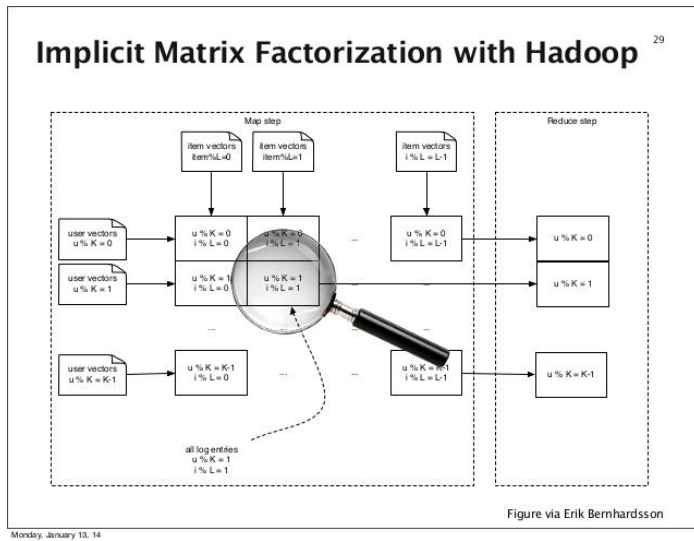 Implicit Matrix Factorization with Hadoop
29
Map step
Reduce step
item vectors
item%L=0
item vectors
item%L=1
item vectors
i % L = L-1
user vectors
u % K = 0
u % K = 0
i % L = 0
u % K = 0
i % L = 1
...
u % K = 0
i % L = L-1
u % K = 0
user vectors
u % K = 1
u % K = 1
i % L = 0
u % K = 1
i % L = 1
...
...
u % K = 1
...
...
...
...
user vectors
u % K = K-1
u % K = K-1
i % L = 0
...
...
u % K = K-1
i % L = L-1
u % K = K-1
all log entries
u % K = 1
i % L = 1
Figure via Erik Bernhardsson
Monday, January 13, 14